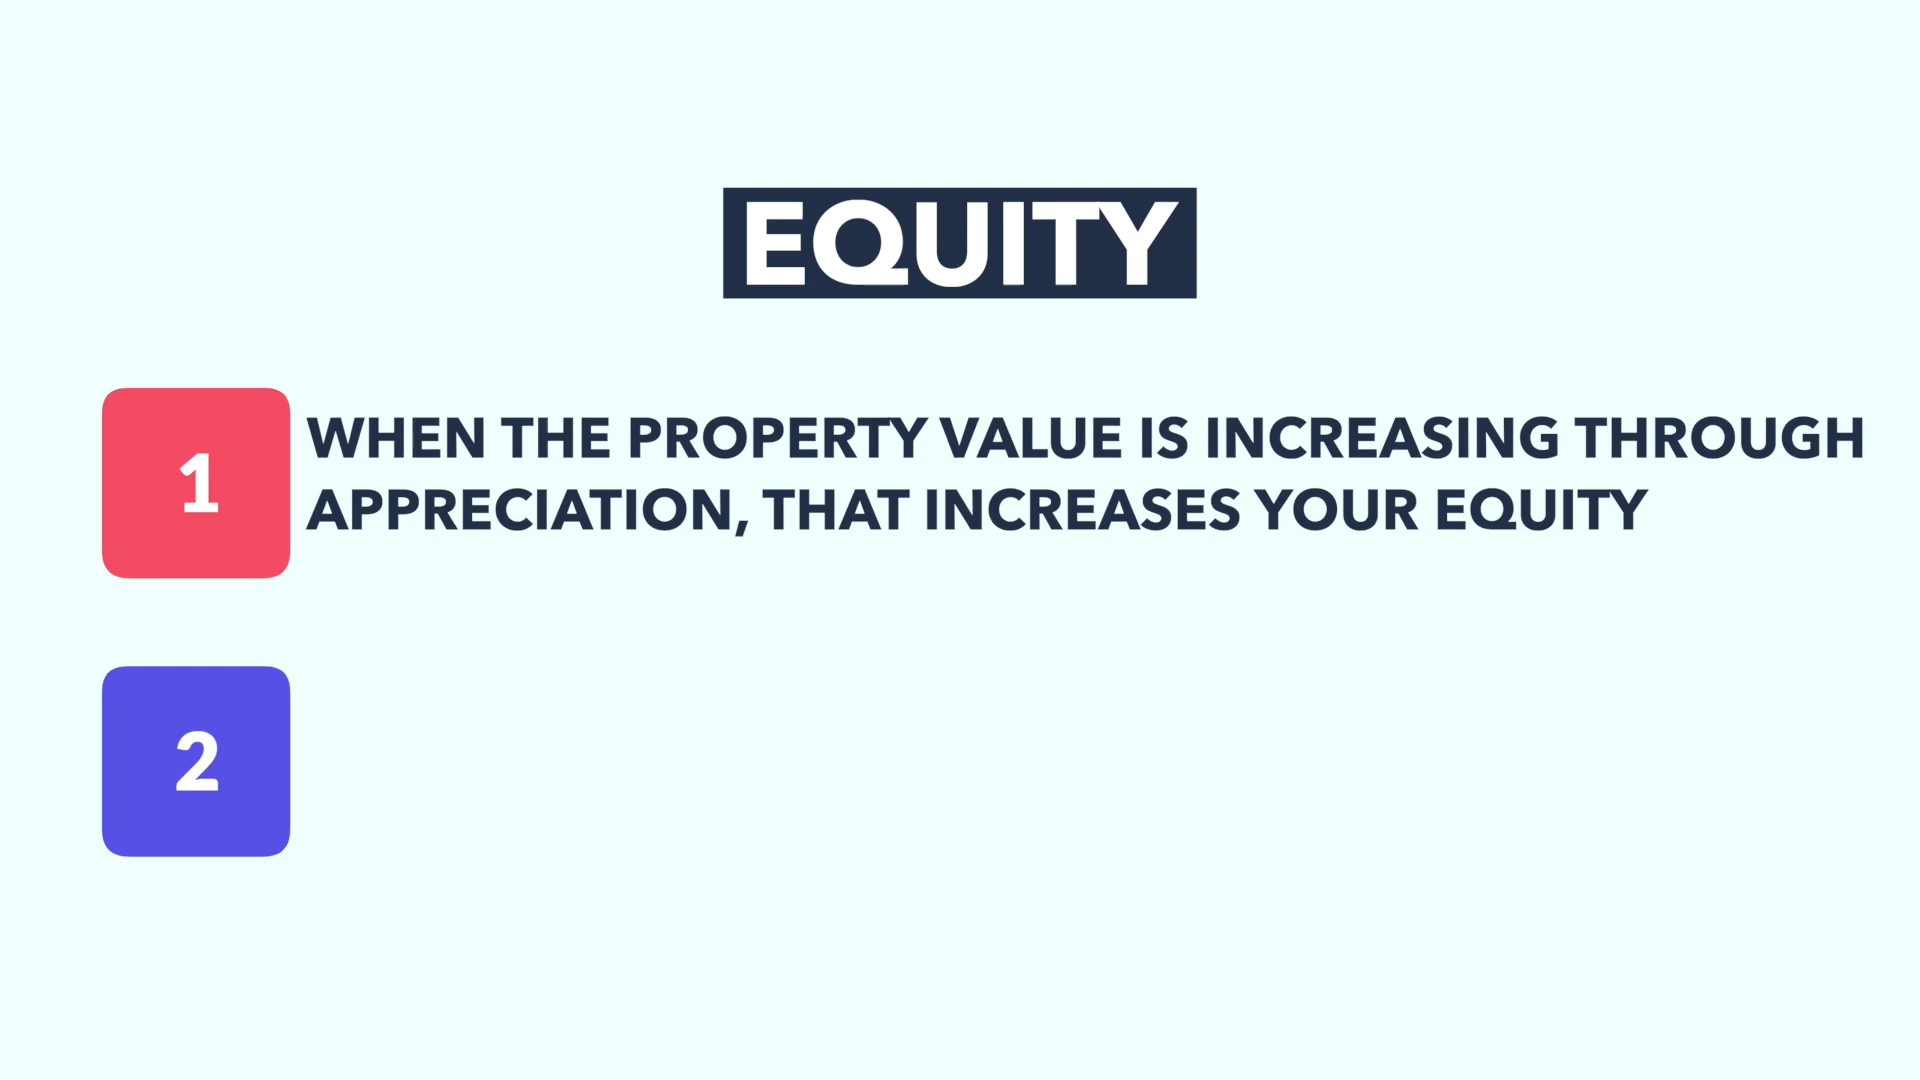 EQUITY
1
WHEN THE PROPERTY VALUE IS INCREASING THROUGH
APPRECIATION, THAT INCREASES YOUR EQUITY
2